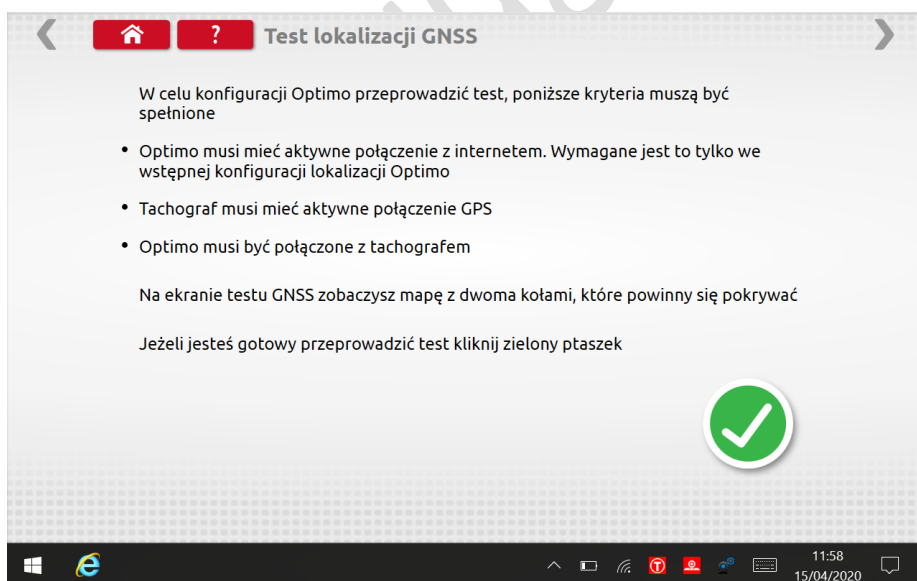 ? Test lokalizacji GNSS
W celu konfiguracji Optimo przeprowadzić test, poniższe kryteria muszą być
spełnione
• Optimo musi mieć aktywne połączenie z internetem. Wymagane jest to tylko we
wstępnej konfiguracji lokalizacji Optimo
• Tachograf musi mieć aktywne połączenie GPS
• Optimo musi być połączone z tachografem
Na ekranie testu GNSS zobaczysz mapę z dwoma kołami, które powinny się pokrywać
Jeżeli jesteś gotowy przeprowadzić test kliknij zielony ptaszek
11:58
15/04/2020